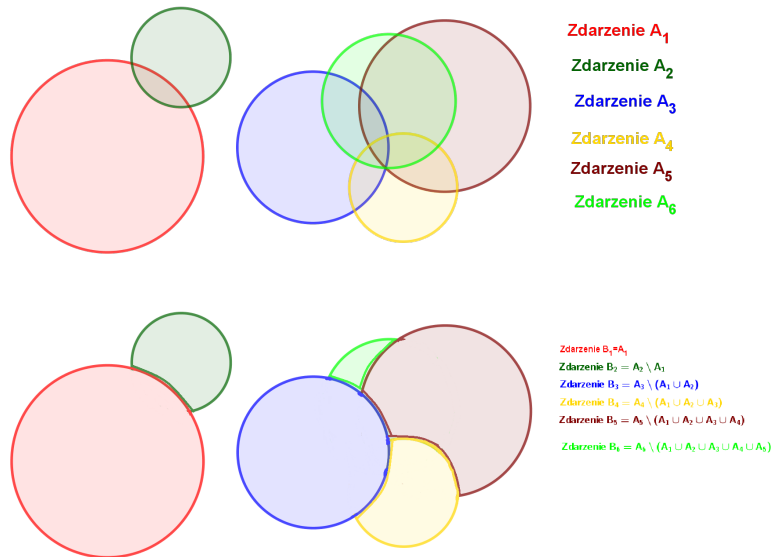 Zdarzenie A₁
Zdarzenie A₂
Zdarzenie A₃
Zdarzenie A₄
Zdarzenie A₅
Zdarzenie A₆
Zdarzenie B₁=A₁
Zdarzenie B₂ = A₂ \ A₁
Zdarzenie B₃ = A₃ \ (A₁ ∪ A₂)
Zdarzenie B₄ = A₄ \ (A₁ ∪ A₂ ∪ A₃)
Zdarzenie B₅ = A₅ \ (A₁ ∪ A₂ ∪ A₃ ∪ A₄)
Zdarzenie B₆ = A₆ \ (A₁ ∪ A₂ ∪ A₃ ∪ A₄ ∪ A₅)